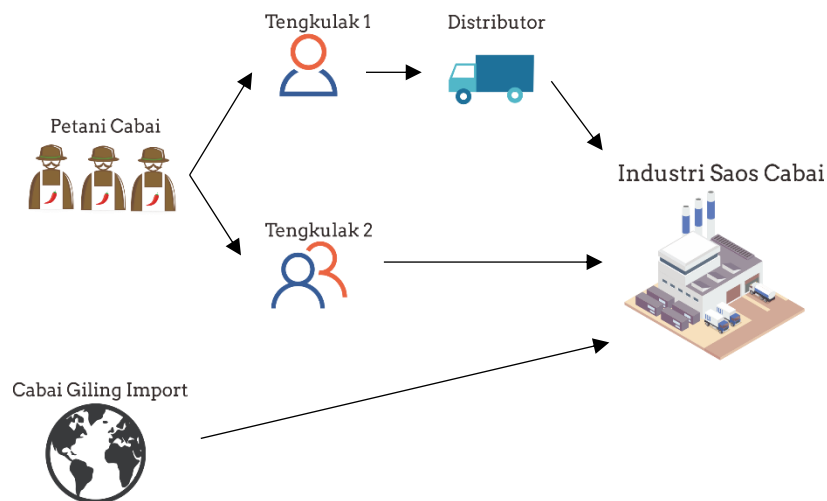 Tengkulak 1
Distributor
Petani Cabai
Industri Saos Cabai
Tengkulak 2
Cabai Giling Import